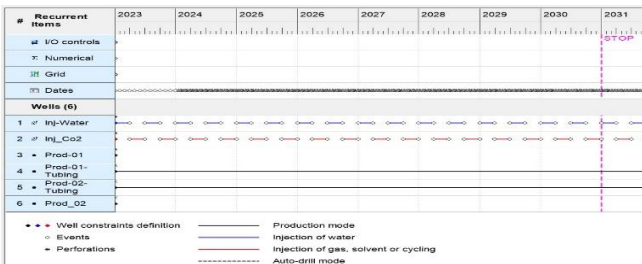 # Recurrent Items 2023 2024 2025 2026 2027 2028 2029 2030 2031
I/O controls STOP
Numerical
Grid
Dates
Wells (6)
1 Inj-Water
2 Inj_Co2
3 Prod-01
4 Prod-01-Tubing
5 Prod-02-Tubing
6 Prod_02
Well constraints definition Production mode
Events Injection of water
Perforations Injection of gas, solvent or cycling
Auto-drill mode